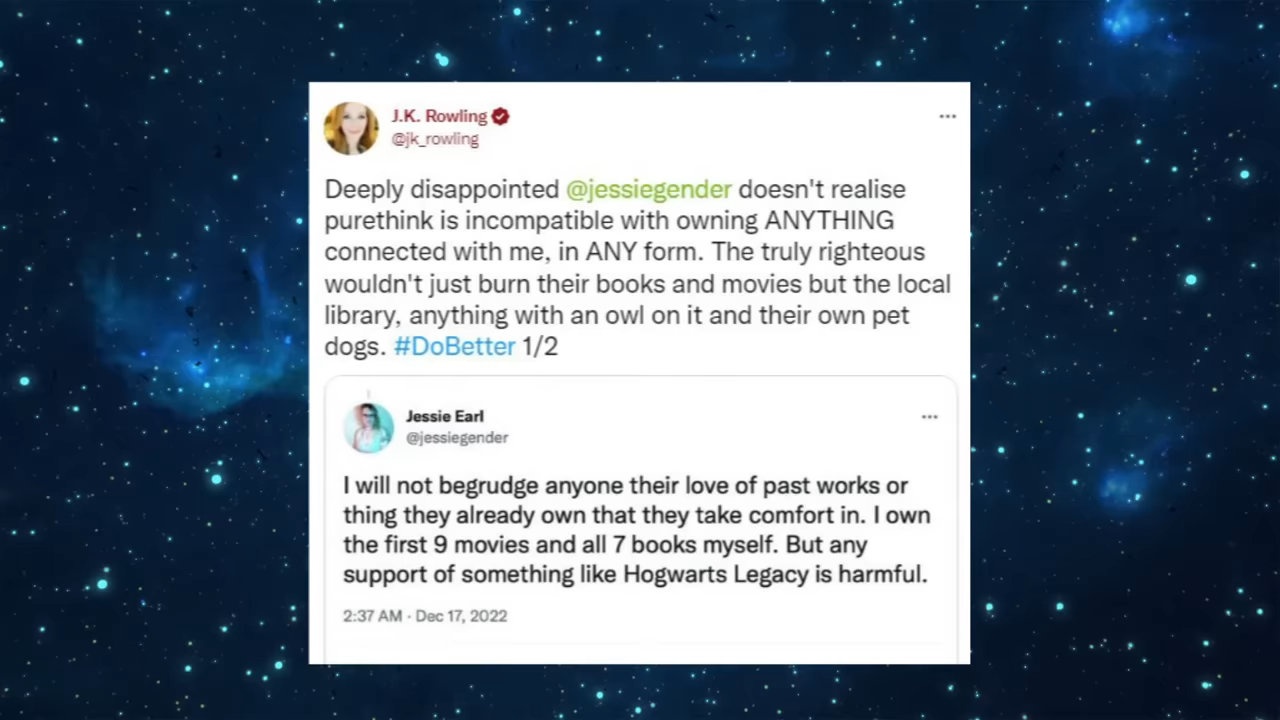 J.K. Rowling
@jk_rowling
Deeply disappointed @jessiegender doesn't realise
purethink is incompatible with owning ANYTHING
connected with me, in ANY form. The truly righteous
wouldn't just burn their books and movies but the local
library, anything with an owl on it and their own pet
dogs. #DoBetter 1/2
Jessie Earl
@jessiegender
I will not begrudge anyone their love of past works or
thing they already own that they take comfort in. I own
the first 9 movies and all 7 books myself. But any
support of something like Hogwarts Legacy is harmful.
2:37 AM · Dec 17, 2022